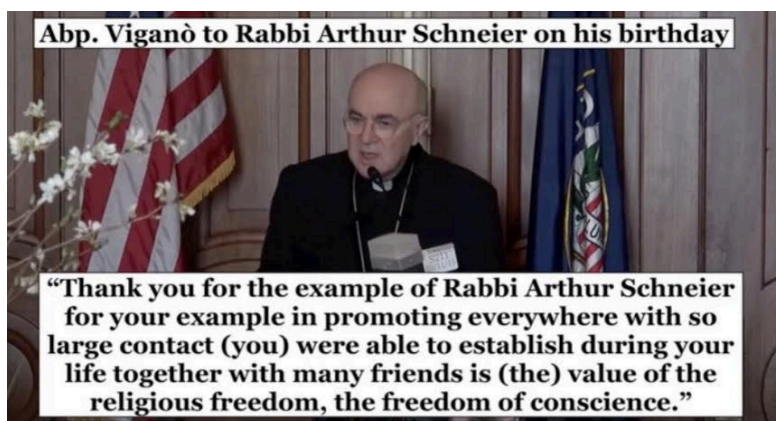 Abp. Viganò to Rabbi Arthur Schneier on his birthday
“Thank you for the example of Rabbi Arthur Schneier
for your example in promoting everywhere with so
large contact (you) were able to establish during your
life together with many friends is (the) value of the
religious freedom, the freedom of conscience.”